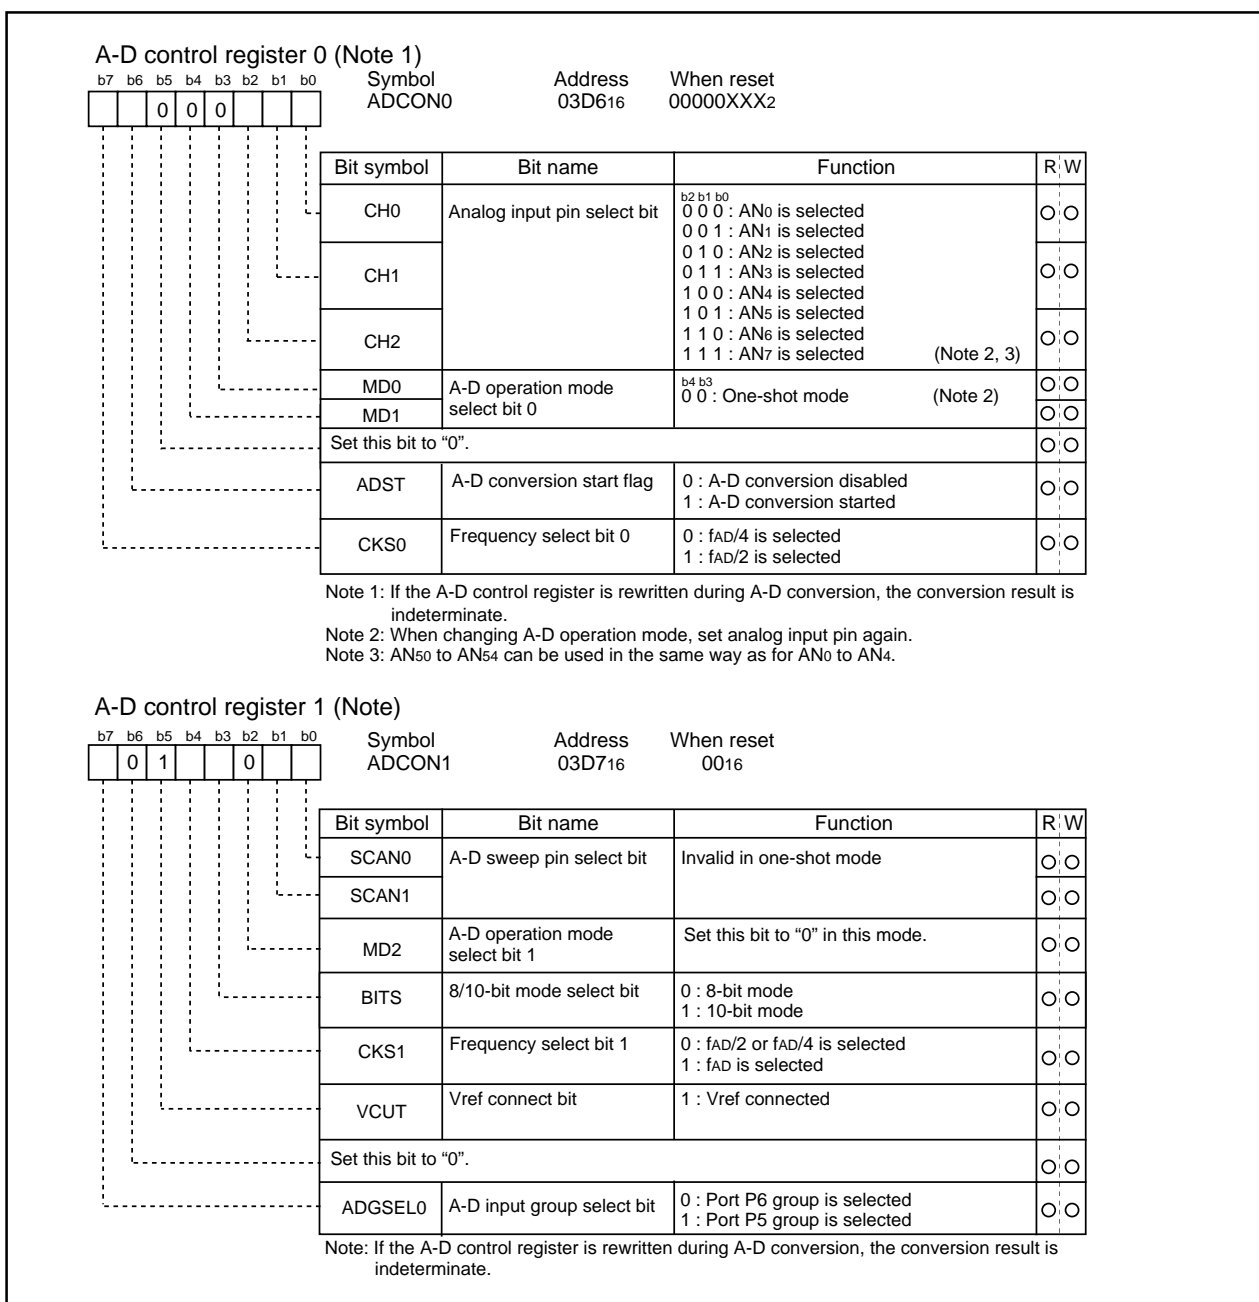 A-D control register 0 (Note 1)
b7 b6 b5 b4 b3 b2 b1 b0
0 0 0
Symbol Address When reset
ADCON0 03D616 00000XXX2
Bit symbol Bit name Function R W
CH0 Analog input pin select bit
b2 b1 b0
0 0 0 : AN0 is selected
0 0 1 : AN1 is selected
0 1 0 : AN2 is selected
CH1
0 1 1 : AN3 is selected
1 0 0 : AN4 is selected
1 0 1 : AN5 is selected
CH2
1 1 0 : AN6 is selected
1 1 1 : AN7 is selected (Note 2, 3)
MD0 A-D operation mode
select bit 0
b4 b3
0 0 : One-shot mode (Note 2)
MD1
Set this bit to “0”.
ADST A-D conversion start flag 0 : A-D conversion disabled
1 : A-D conversion started
CKS0 Frequency select bit 0 0 : fAD/4 is selected
1 : fAD/2 is selected
Note 1: If the A-D control register is rewritten during A-D conversion, the conversion result is
indeterminate.
Note 2: When changing A-D operation mode, set analog input pin again.
Note 3: AN50 to AN54 can be used in the same way as for AN0 to AN4.
A-D control register 1 (Note)
b7 b6 b5 b4 b3 b2 b1 b0
0 1 0
Symbol Address When reset
ADCON1 03D716 0016
Bit symbol Bit name Function R W
SCAN0 A-D sweep pin select bit Invalid in one-shot mode
SCAN1
MD2 A-D operation mode
select bit 1
Set this bit to “0” in this mode.
BITS 8/10-bit mode select bit 0 : 8-bit mode
1 : 10-bit mode
CKS1 Frequency select bit 1 0 : fAD/2 or fAD/4 is selected
1 : fAD is selected
VCUT Vref connect bit 1 : Vref connected
Set this bit to “0”.
ADGSEL0 A-D input group select bit 0 : Port P6 group is selected
1 : Port P5 group is selected
Note: If the A-D control register is rewritten during A-D conversion, the conversion result is
indeterminate.